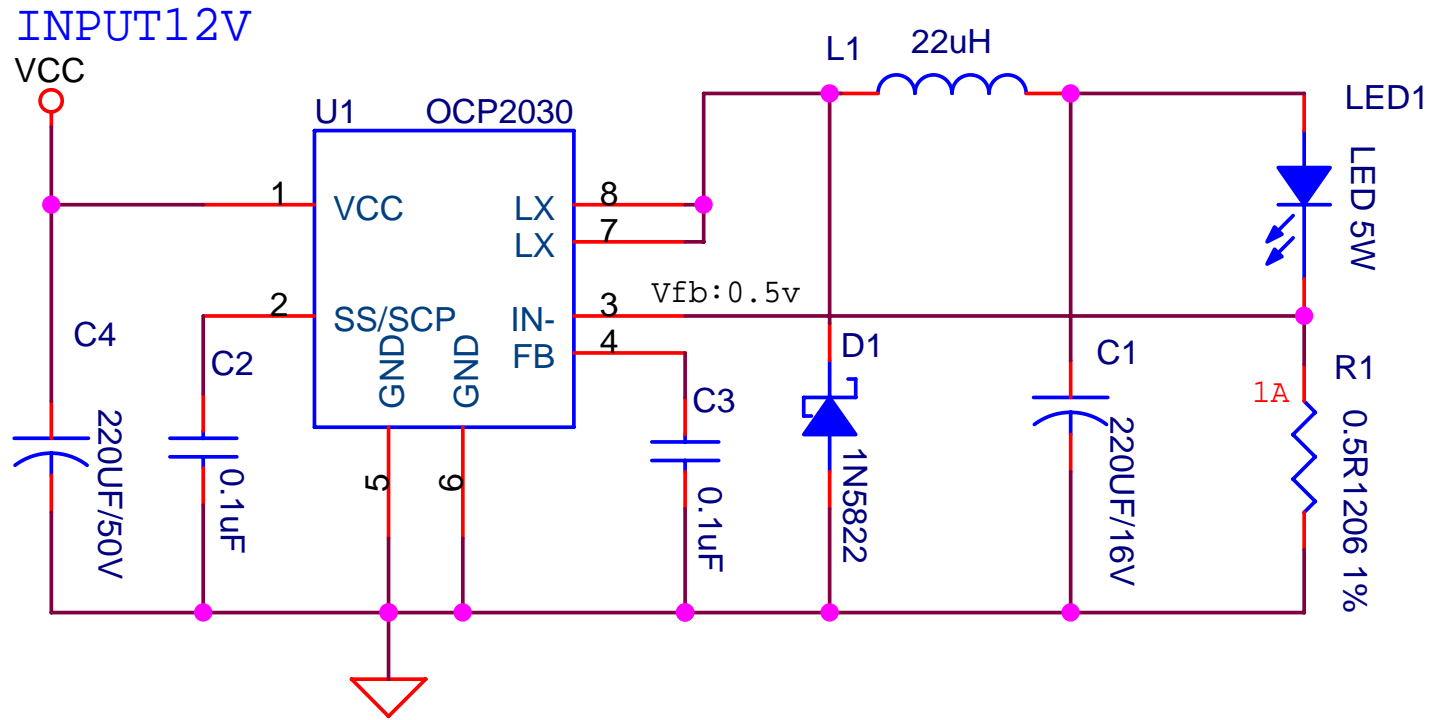 INPUT12V
VCC
U1
OCP2030
1
VCC
LX
8
LX
7
2
SS/SCP
IN-
3
Vfb:0.5v
FB
4
GND
GND
5
6
C4
220UF/50V
C2
0.1uF
C3
0.1uF
L1
22uH
D1
1N5822
C1
220UF/16V
LED1
LED 5W
R1
1A
0.5R1206 1%